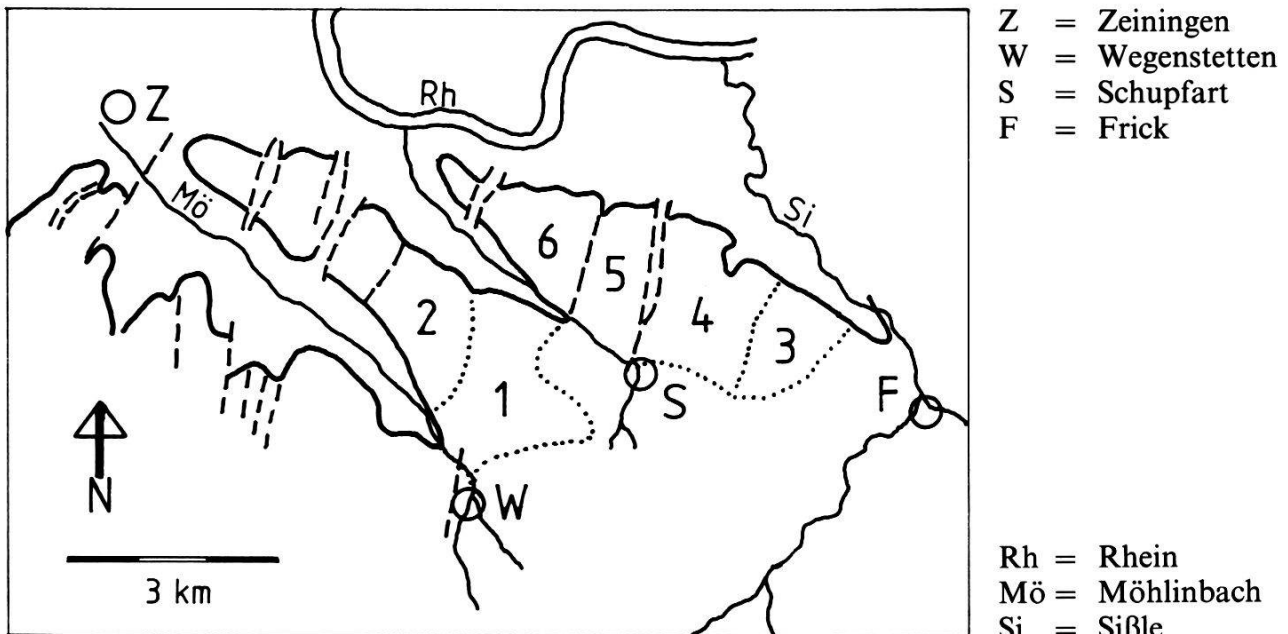 Z = Zeiningen
W = Wegenstetten
S = Schupfart
F = Frick
Rh
Z
Mö
Si
6
5
2
4
3
1
S
F
N
W
3 km
Rh = Rhein
Mö = Möhlinbach
Si = Sißle